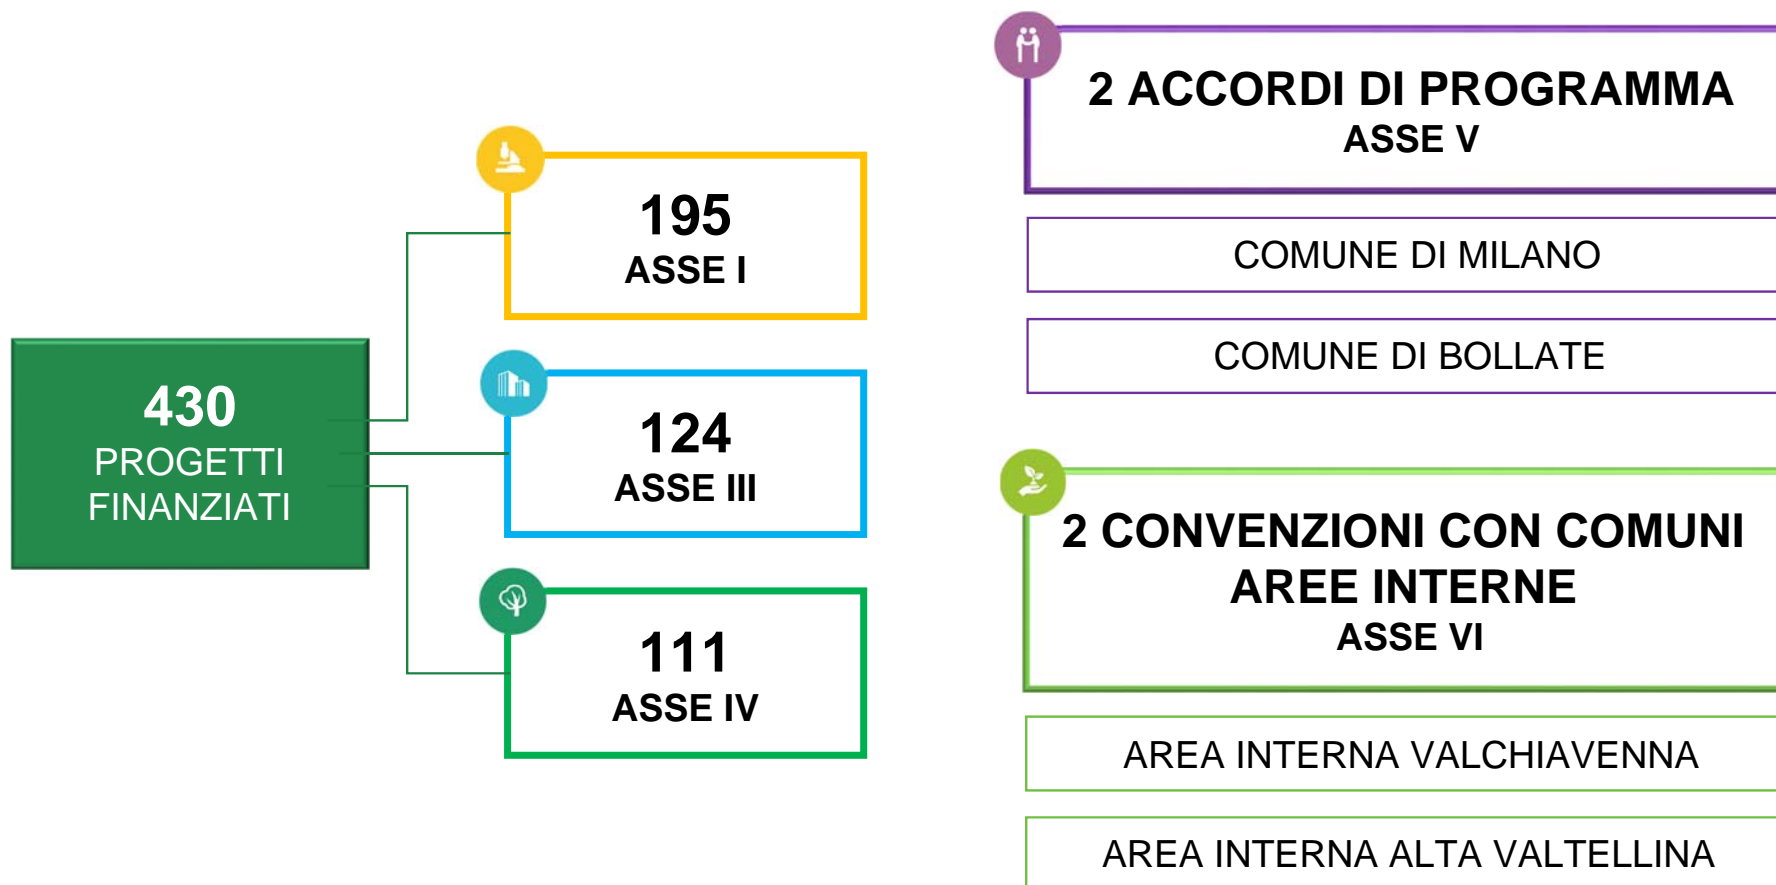 430
PROGETTI
FINANZIATI
195
ASSE I
124
ASSE III
111
ASSE IV
2 ACCORDI DI PROGRAMMA
ASSE V
COMUNE DI MILANO
COMUNE DI BOLLATE
2 CONVENZIONI CON COMUNI
AREE INTERNE
ASSE VI
AREA INTERNA VALCHIAVENNA
AREA INTERNA ALTA VALTELLINA